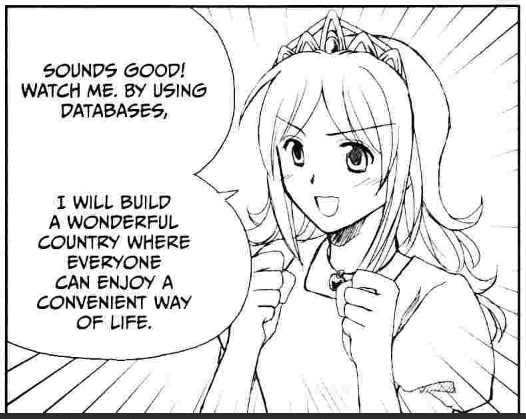 SOUNDS GOOD!
WATCH ME. BY USING
DATABASES,
I WILL BUILD
A WONDERFUL
COUNTRY WHERE
EVERYONE
CAN ENJOY A
CONVENIENT WAY
OF LIFE.